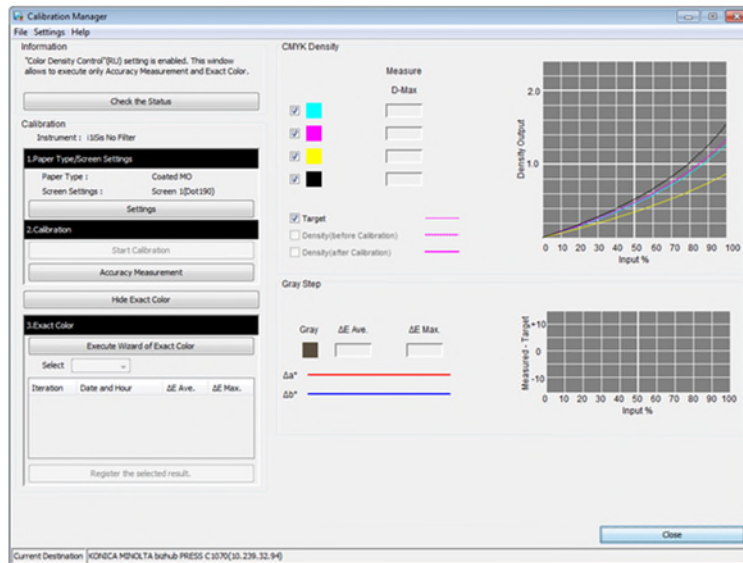 Calibration Manager
File Settings Help
Information
"Color Density Control"(RU) setting is enabled. This window
allows to execute only Accuracy Measurement and Exact Color.
Check the Status
Calibration
Instrument : i1iSis No Filter
1.Paper Type/Screen Settings
Paper Type : Coated MO
Screen Settings : Screen 1(Dot190)
Settings
2.Calibration
Start Calibration
Accuracy Measurement
Hide Exact Color
3.Exact Color
Execute Wizard of Exact Color
Select
Iteration Date and Hour ΔE Ave. ΔE Max.
Register the selected result.
CMYK Density
Measure
D-Max
Target
Density(before Calibration)
Density(after Calibration)
Density Output
2.0
1.0
0 10 20 30 40 50 60 70 80 90 100
Input %
Gray Step
Gray ΔE Ave. ΔE Max.
Δa*
Δb*
Measured - Target
+10
0
-10
0 10 20 30 40 50 60 70 80 90 100
Input %
Close
Current Destination KONICA MINOLTA bizhub PRESS C1070(10.239.32.94)